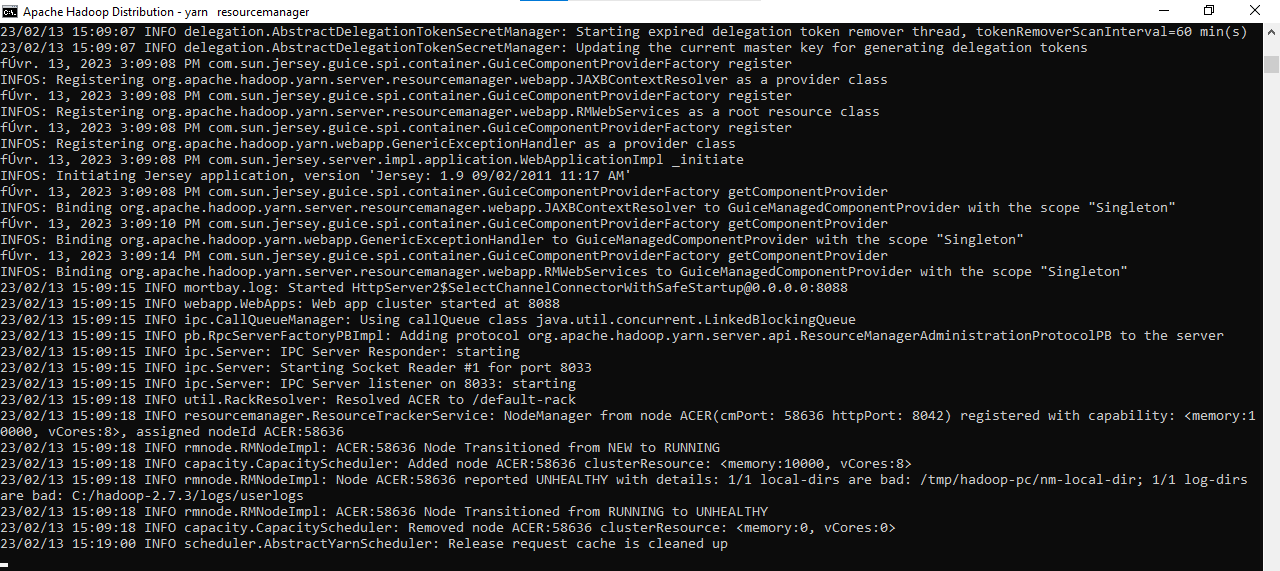 Apache Hadoop Distribution - yarn resourcemanager
23/02/13 15:09:07 INFO delegation.AbstractDelegationTokenSecretManager: Starting expired delegation token remover thread, tokenRemoverScanInterval=60 min(s)
23/02/13 15:09:07 INFO delegation.AbstractDelegationTokenSecretManager: Updating the current master key for generating delegation tokens
fÚvr. 13, 2023 3:09:08 PM com.sun.jersey.guice.spi.container.GuiceComponentProviderFactory register
INFOS: Registering org.apache.hadoop.yarn.server.resourcemanager.webapp.JAXBContextResolver as a provider class
fÚvr. 13, 2023 3:09:08 PM com.sun.jersey.guice.spi.container.GuiceComponentProviderFactory register
INFOS: Registering org.apache.hadoop.yarn.server.resourcemanager.webapp.RMWebServices as a root resource class
fÚvr. 13, 2023 3:09:08 PM com.sun.jersey.guice.spi.container.GuiceComponentProviderFactory register
INFOS: Registering org.apache.hadoop.yarn.webapp.GenericExceptionHandler as a provider class
fÚvr. 13, 2023 3:09:08 PM com.sun.jersey.server.impl.application.WebApplicationImpl _initiate
INFOS: Initiating Jersey application, version 'Jersey: 1.9 09/02/2011 11:17 AM'
fÚvr. 13, 2023 3:09:08 PM com.sun.jersey.guice.spi.container.GuiceComponentProviderFactory getComponentProvider
INFOS: Binding org.apache.hadoop.yarn.server.resourcemanager.webapp.JAXBContextResolver to GuiceManagedComponentProvider with the scope "Singleton"
fÚvr. 13, 2023 3:09:10 PM com.sun.jersey.guice.spi.container.GuiceComponentProviderFactory getComponentProvider
INFOS: Binding org.apache.hadoop.yarn.webapp.GenericExceptionHandler to GuiceManagedComponentProvider with the scope "Singleton"
fÚvr. 13, 2023 3:09:14 PM com.sun.jersey.guice.spi.container.GuiceComponentProviderFactory getComponentProvider
INFOS: Binding org.apache.hadoop.yarn.server.resourcemanager.webapp.RMWebServices to GuiceManagedComponentProvider with the scope "Singleton"
23/02/13 15:09:15 INFO mortbay.log: Started HttpServer2$SelectChannelConnectorWithSafeStartup@0.0.0.0:8088
23/02/13 15:09:15 INFO webapp.WebApps: Web app cluster started at 8088
23/02/13 15:09:15 INFO ipc.CallQueueManager: Using callQueue class java.util.concurrent.LinkedBlockingQueue
23/02/13 15:09:15 INFO pb.RpcServerFactoryPBImpl: Adding protocol org.apache.hadoop.yarn.server.api.ResourceManagerAdministrationProtocolPB to the server
23/02/13 15:09:15 INFO ipc.Server: IPC Server Responder: starting
23/02/13 15:09:15 INFO ipc.Server: Starting Socket Reader #1 for port 8033
23/02/13 15:09:15 INFO ipc.Server: IPC Server listener on 8033: starting
23/02/13 15:09:18 INFO util.RackResolver: Resolved ACER to /default-rack
23/02/13 15:09:18 INFO resourcemanager.ResourceTrackerService: NodeManager from node ACER(cmPort: 58636 httpPort: 8042) registered with capability: <memory:1
0000, vCores:8>, assigned nodeId ACER:58636
23/02/13 15:09:18 INFO rmnode.RMNodeImpl: ACER:58636 Node Transitioned from NEW to RUNNING
23/02/13 15:09:18 INFO capacity.CapacityScheduler: Added node ACER:58636 clusterResource: <memory:10000, vCores:8>
23/02/13 15:09:18 INFO rmnode.RMNodeImpl: Node ACER:58636 reported UNHEALTHY with details: 1/1 local-dirs are bad: /tmp/hadoop-pc/nm-local-dir; 1/1 log-dirs
are bad: C:/hadoop-2.7.3/logs/userlogs
23/02/13 15:09:18 INFO rmnode.RMNodeImpl: ACER:58636 Node Transitioned from RUNNING to UNHEALTHY
23/02/13 15:09:18 INFO capacity.CapacityScheduler: Removed node ACER:58636 clusterResource: <memory:0, vCores:0>
23/02/13 15:19:00 INFO scheduler.AbstractYarnScheduler: Release request cache is cleaned up